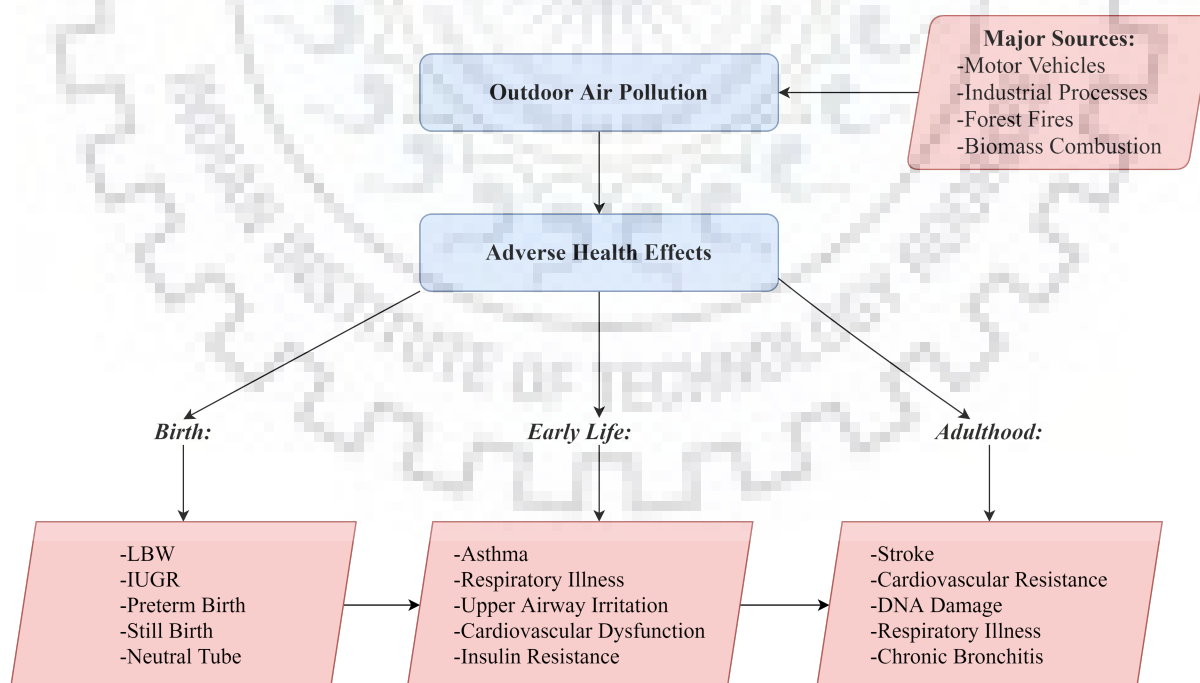 Major Sources:
-Motor Vehicles
-Industrial Processes
-Forest Fires
-Biomass Combustion
Outdoor Air Pollution
Adverse Health Effects
Birth:
Early Life:
Adulthood:
-LBW
-IUGR
-Preterm Birth
-Still Birth
-Neutral Tube
-Asthma
-Respiratory Illness
-Upper Airway Irritation
-Cardiovascular Dysfunction
-Insulin Resistance
-Stroke
-Cardiovascular Resistance
-DNA Damage
-Respiratory Illness
-Chronic Bronchitis